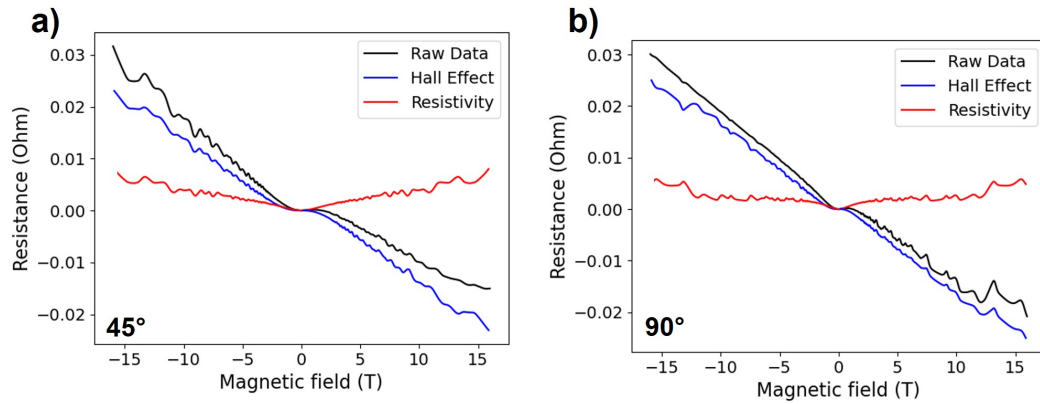 a)
Resistance (Ohm)
0.03
0.02
0.01
0.00
−0.01
−0.02
Raw Data
Hall Effect
Resistivity
45°
−15 −10 −5 0 5 10 15
Magnetic field (T)
b)
Resistance (Ohm)
0.03
0.02
0.01
0.00
−0.01
−0.02
Raw Data
Hall Effect
Resistivity
90°
−15 −10 −5 0 5 10 15
Magnetic field (T)